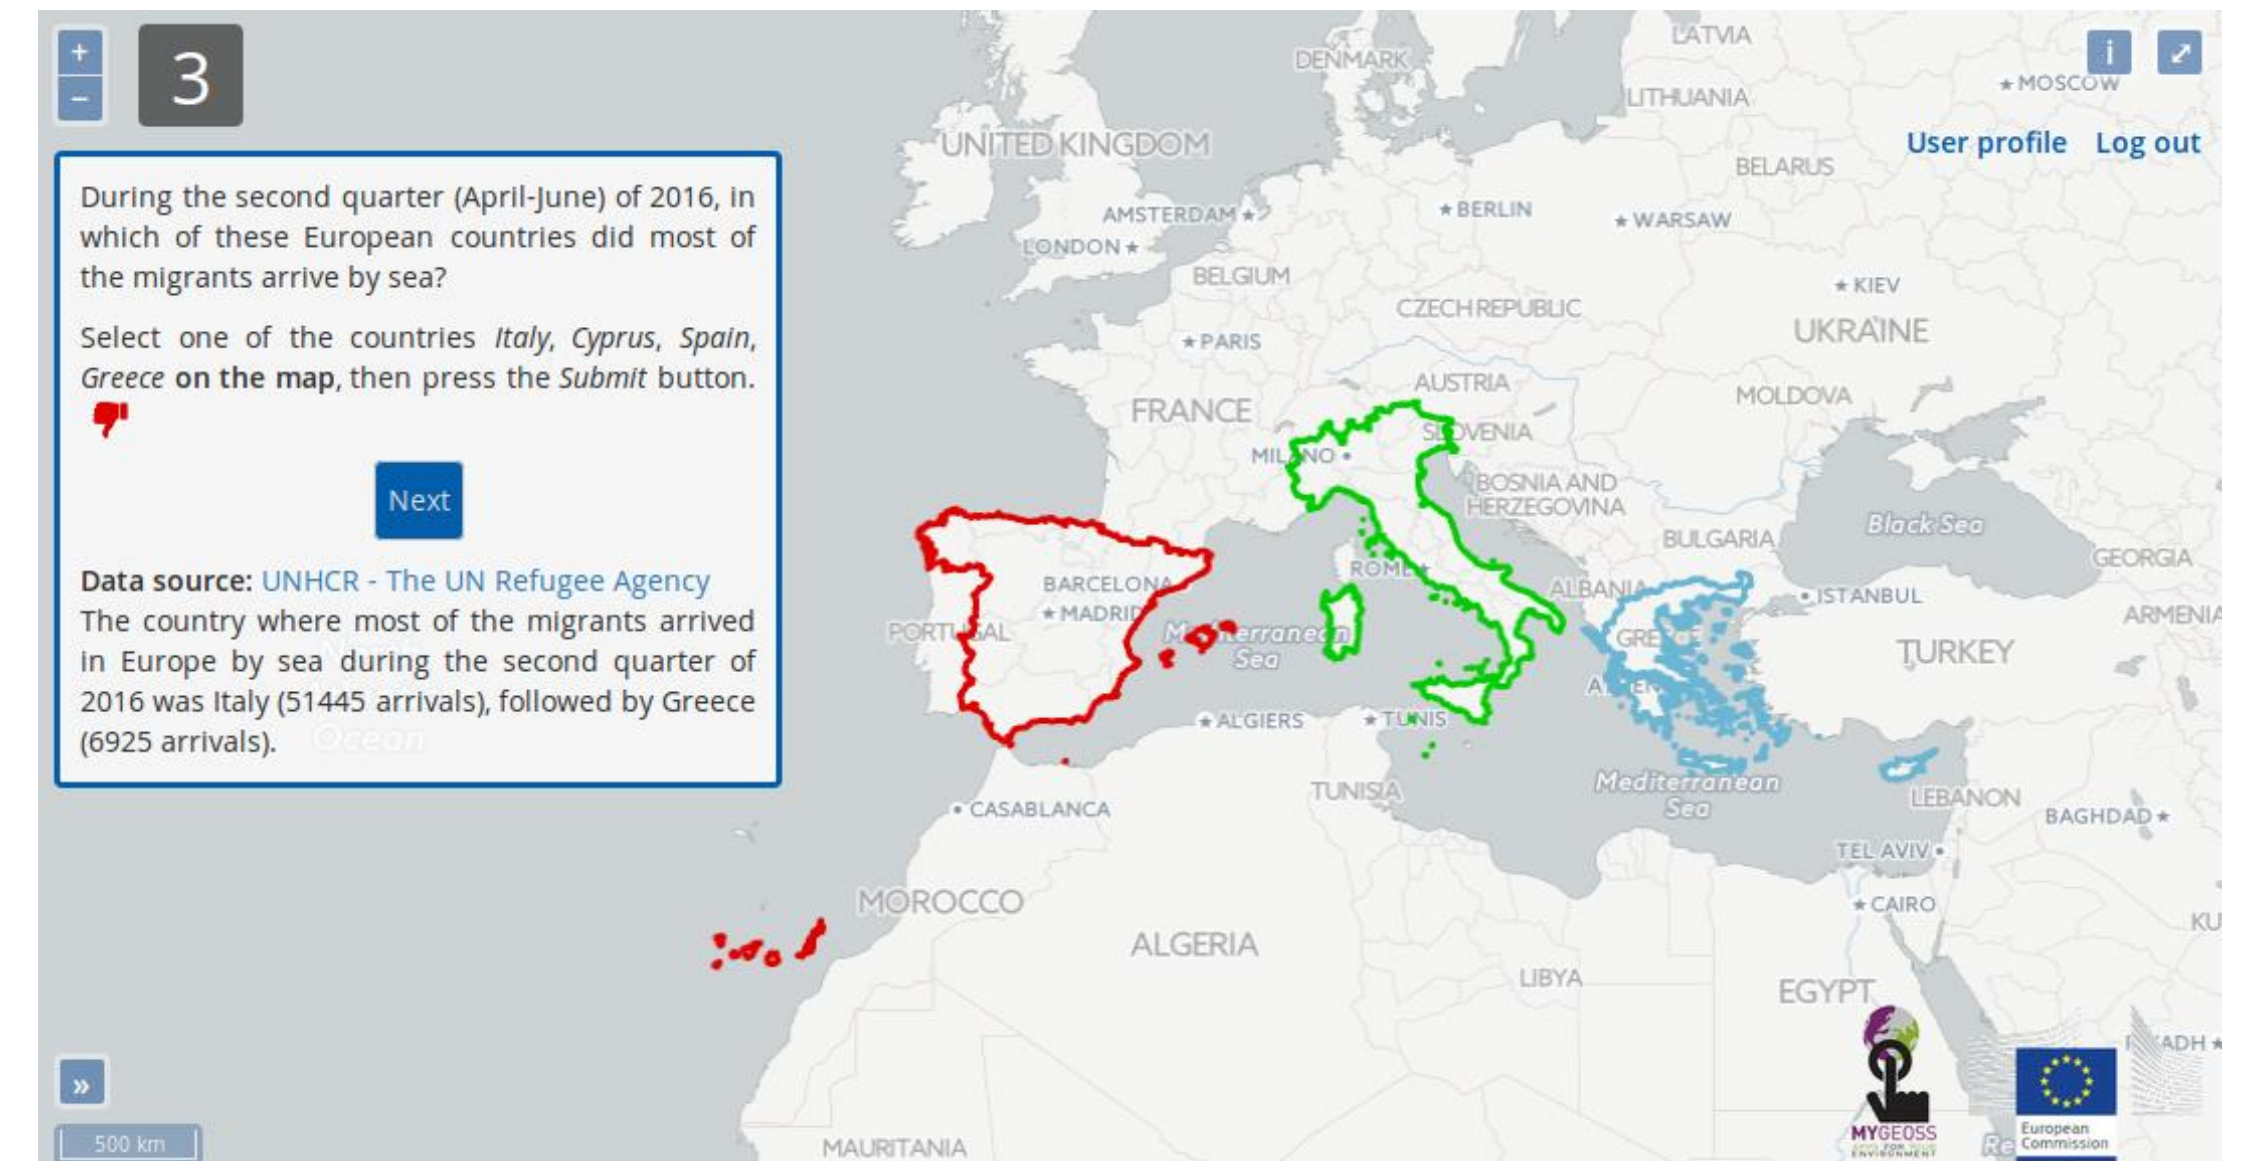 +
−
3
i
LATVIA
DENMARK
MOSCOW
LITHUANIA
User profile Log out
UNITED KINGDOM
BELARUS
During the second quarter (April-June) of 2016, in
which of these European countries did most of
the migrants arrive by sea?
Select one of the countries Italy, Cyprus, Spain,
Greece on the map, then press the Submit button.
Next
Data source: UNHCR - The UN Refugee Agency
The country where most of the migrants arrived
in Europe by sea during the second quarter of
2016 was Italy (51445 arrivals), followed by Greece
(6925 arrivals).
Ocean
AMSTERDAM
BERLIN
WARSAW
LONDON
BELGIUM
KIEV
CZECH REPUBLIC
PARIS
UKRAINE
AUSTRIA
MOLDOVA
FRANCE
SLOVENIA
MILANO
BOSNIA AND
HERZEGOVINA
Black Sea
BULGARIA
GEORGIA
ROME
BARCELONA
ALBANIA
ISTANBUL
MADRID
ARMENIA
PORTUGAL
Mediterranean
Sea
TURKEY
ALGIERS
TUNIS
Mediterranean
Sea
TUNISIA
LEBANON
CASABLANCA
BAGHDAD
TEL AVIV
MOROCCO
CAIRO
KU
ALGERIA
LIBYA
EGYPT
»
500 km
MAURITANIA
MYGEOSS
APPS FOR YOUR
ENVIRONMENT
Re
European
Commission